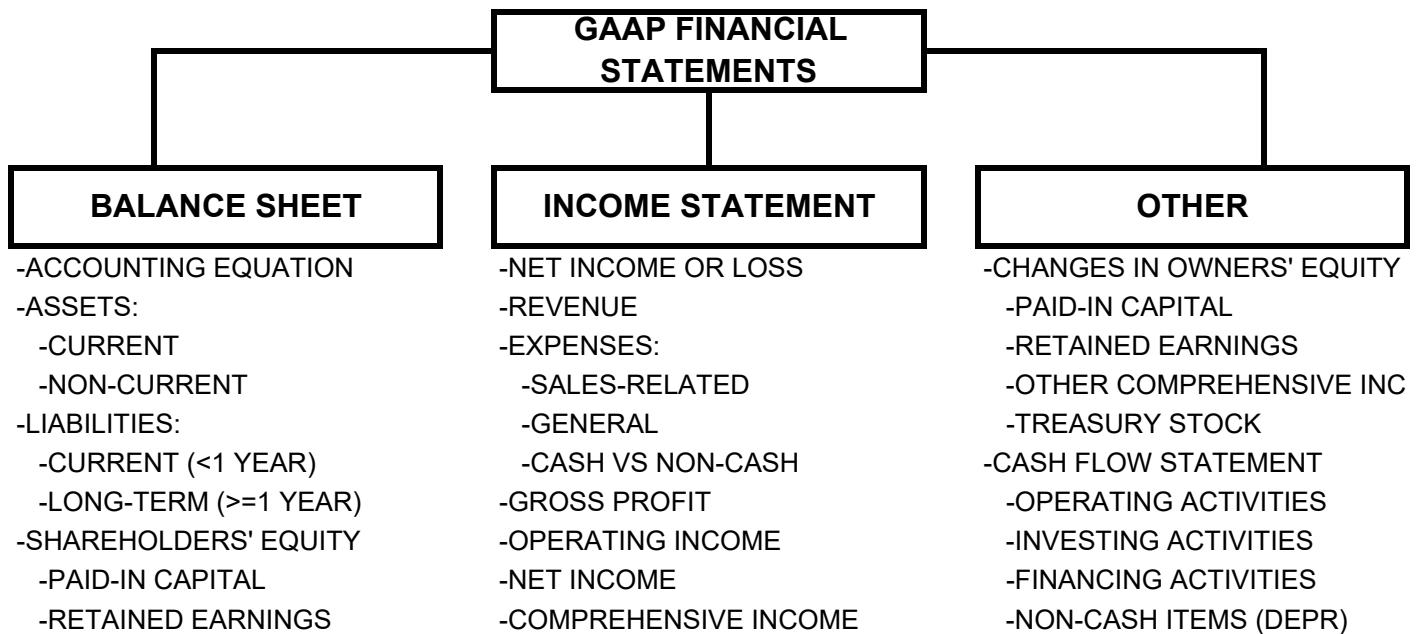 GAAP FINANCIAL
STATEMENTS
BALANCE SHEET
-ACCOUNTING EQUATION
-ASSETS:
-CURRENT
-NON-CURRENT
-LIABILITIES:
-CURRENT (<1 YEAR)
-LONG-TERM (>=1 YEAR)
-SHAREHOLDERS' EQUITY
-PAID-IN CAPITAL
-RETAINED EARNINGS
INCOME STATEMENT
-NET INCOME OR LOSS
-REVENUE
-EXPENSES:
-SALES-RELATED
-GENERAL
-CASH VS NON-CASH
-GROSS PROFIT
-OPERATING INCOME
-NET INCOME
-COMPREHENSIVE INCOME
OTHER
-CHANGES IN OWNERS' EQUITY
-PAID-IN CAPITAL
-RETAINED EARNINGS
-OTHER COMPREHENSIVE INC
-TREASURY STOCK
-CASH FLOW STATEMENT
-OPERATING ACTIVITIES
-INVESTING ACTIVITIES
-FINANCING ACTIVITIES
-NON-CASH ITEMS (DEPR)